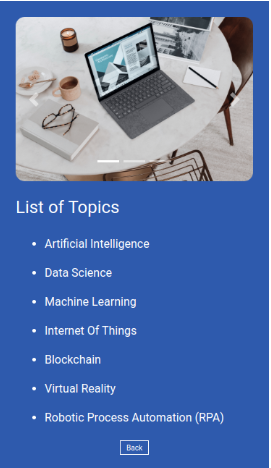 List of Topics
Artificial Intelligence
Data Science
Machine Learning
Internet Of Things
Blockchain
Virtual Reality
Robotic Process Automation (RPA)
Back